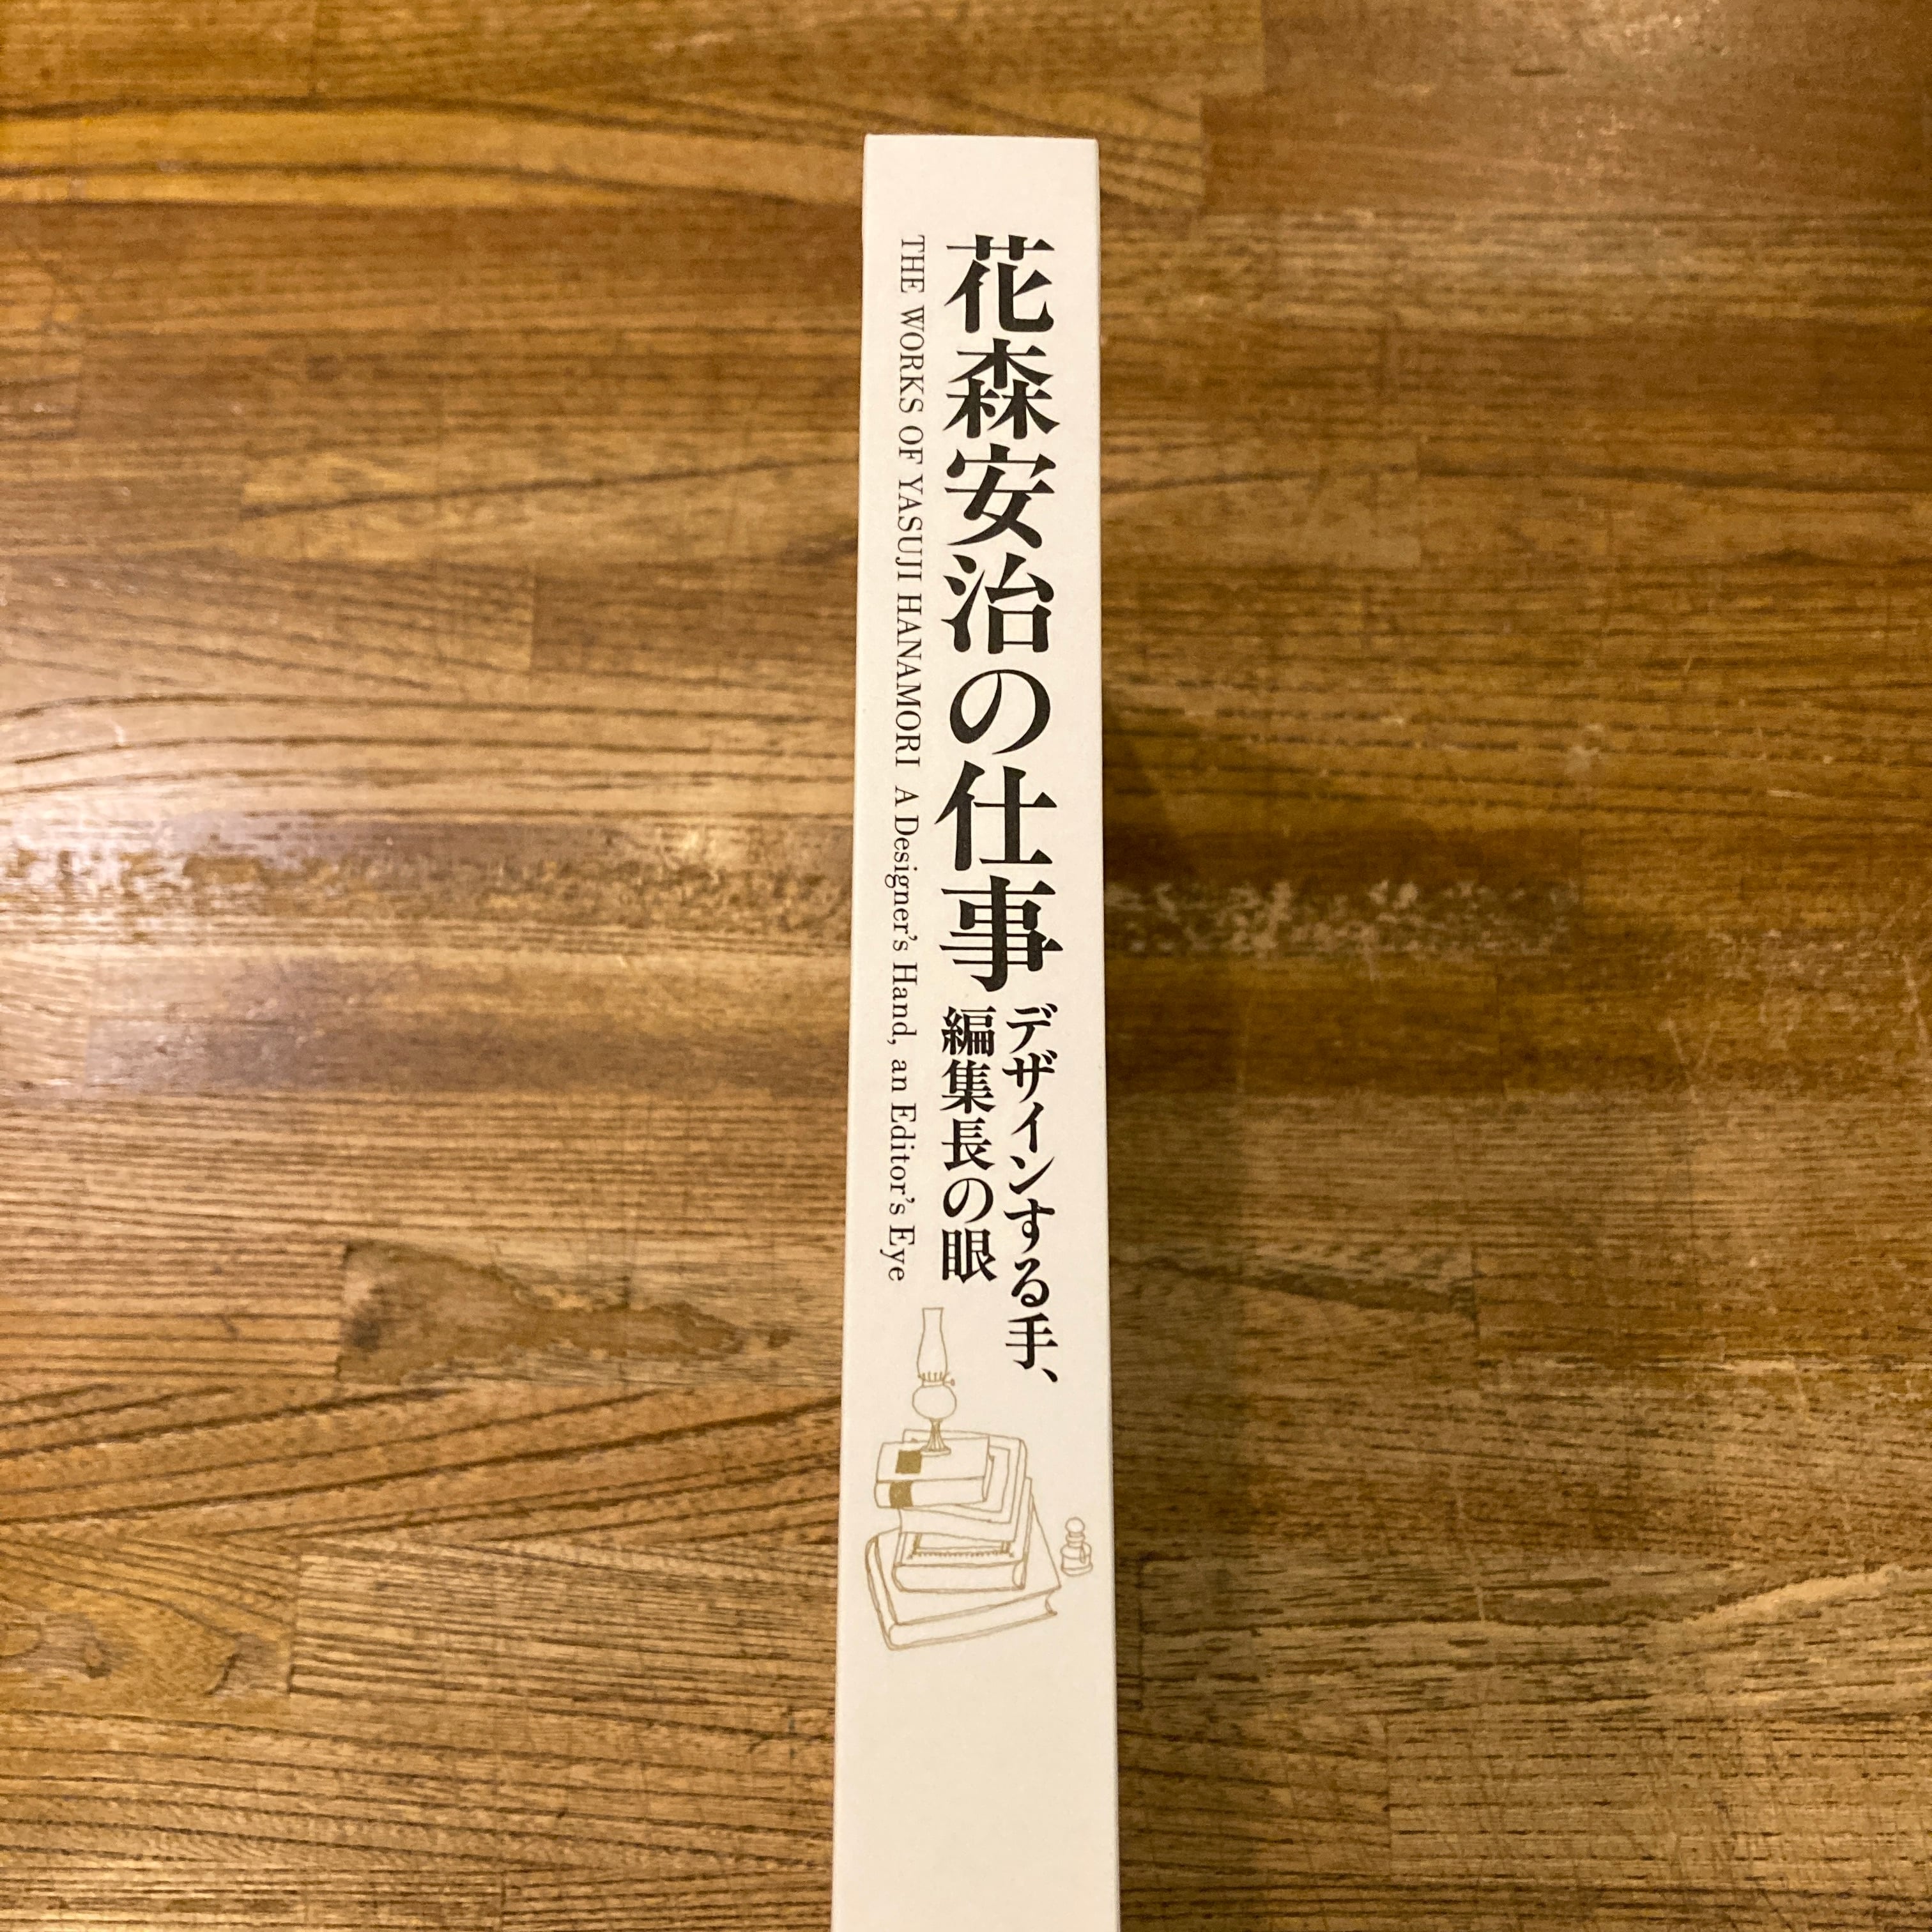 花森安治の仕事
デザインする手、
編集長の眼
THE WORKS OF YASUJI HANAMORI A Designer's Hand, an Editor's Eye